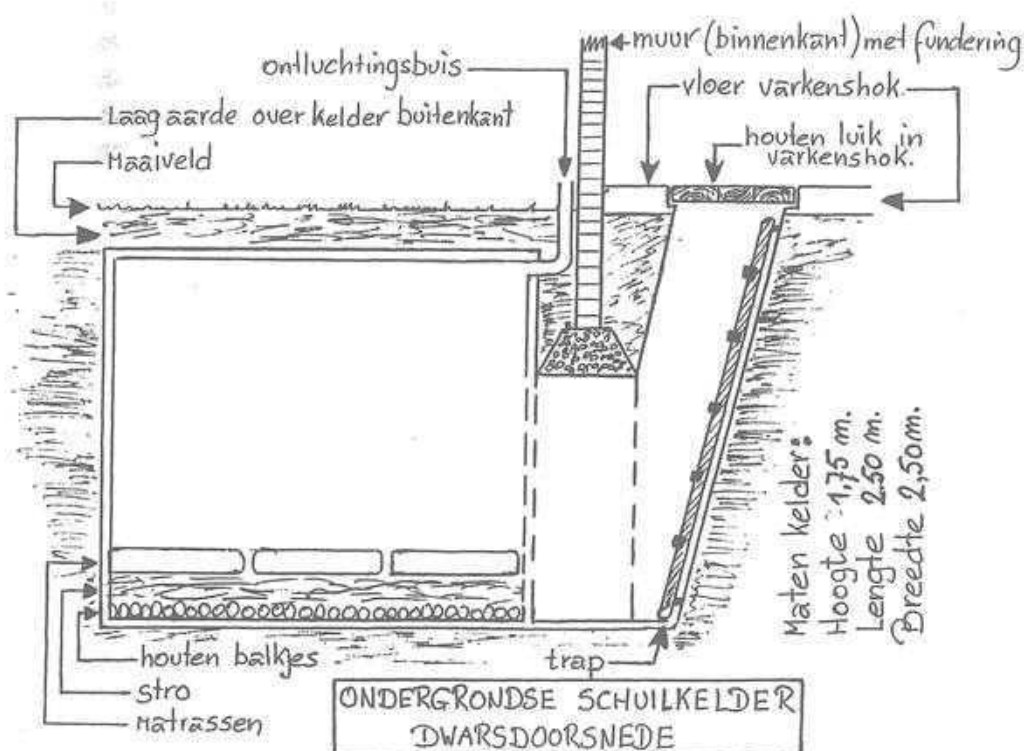 muur (binnenkant) met fundering
ontluchtingsbuis
vloer varkenshok.
Laag aarde over kelder buitenkant
houten luik in
varkenshok.
Maaiveld
Maten kelder:
Hoogte 1,75 m.
Lengte 2.50 m.
Breedte 2,50m.
houten balkjes
trap
stro
Matrassen
ONDERGRONDSE SCHUILKELDER
DWARSDOORSNEDE